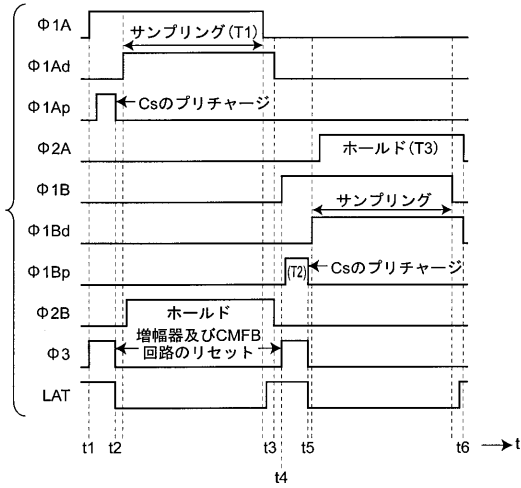 Φ1A
サンプリング(T1)
Φ1Ad
Φ1Ap
Csのプリチャージ
Φ2A
ホールド(T3)
Φ1B
サンプリング
Φ1Bd
Φ1Bp
(T2)
Csのプリチャージ
Φ2B
ホールド
Φ3
増幅器及びCMFB
回路のリセット
LAT
t1
t2
t3
t4
t5
t6
t